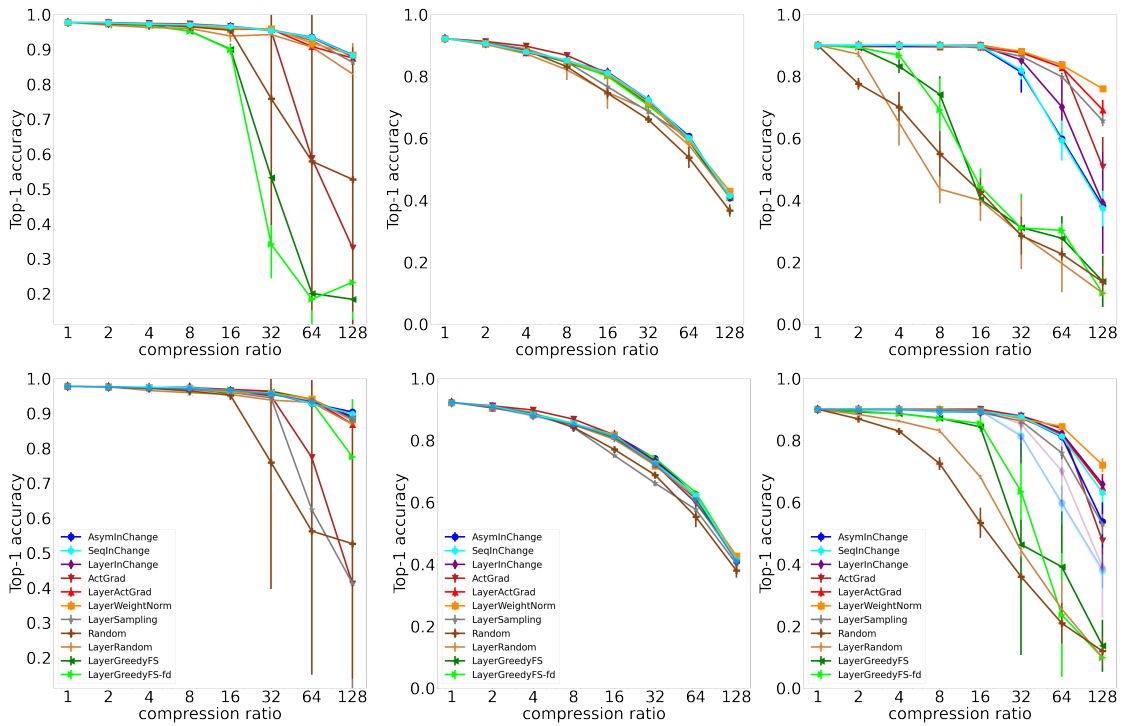 1.0
0.9
0.8
0.7
0.6
0.5
0.4
0.3
0.2
Top-1 accuracy
1 2 4 8 16 32 64 128
compression ratio
1.0
0.8
0.6
0.4
0.2
0.0
Top-1 accuracy
1 2 4 8 16 32 64 128
compression ratio
1.0
0.8
0.6
0.4
0.2
0.0
Top-1 accuracy
1 2 4 8 16 32 64 128
compression ratio
1.0
0.9
0.8
0.7
0.6
0.5
0.4
0.3
0.2
Top-1 accuracy
AsymInChange
SeqInChange
LayerInChange
ActGrad
LayerActGrad
LayerWeightNorm
LayerSampling
Random
LayerRandom
LayerGreedyFS
LayerGreedyFS-fd
1 2 4 8 16 32 64 128
compression ratio
1.0
0.8
0.6
0.4
0.2
0.0
Top-1 accuracy
AsymInChange
SeqInChange
LayerInChange
ActGrad
LayerActGrad
LayerWeightNorm
LayerSampling
Random
LayerRandom
LayerGreedyFS
LayerGreedyFS-fd
1 2 4 8 16 32 64 128
compression ratio
1.0
0.8
0.6
0.4
0.2
0.0
Top-1 accuracy
AsymInChange
SeqInChange
LayerInChange
ActGrad
LayerActGrad
LayerWeightNorm
LayerSampling
Random
LayerRandom
LayerGreedyFS
LayerGreedyFS-fd
1 2 4 8 16 32 64 128
compression ratio